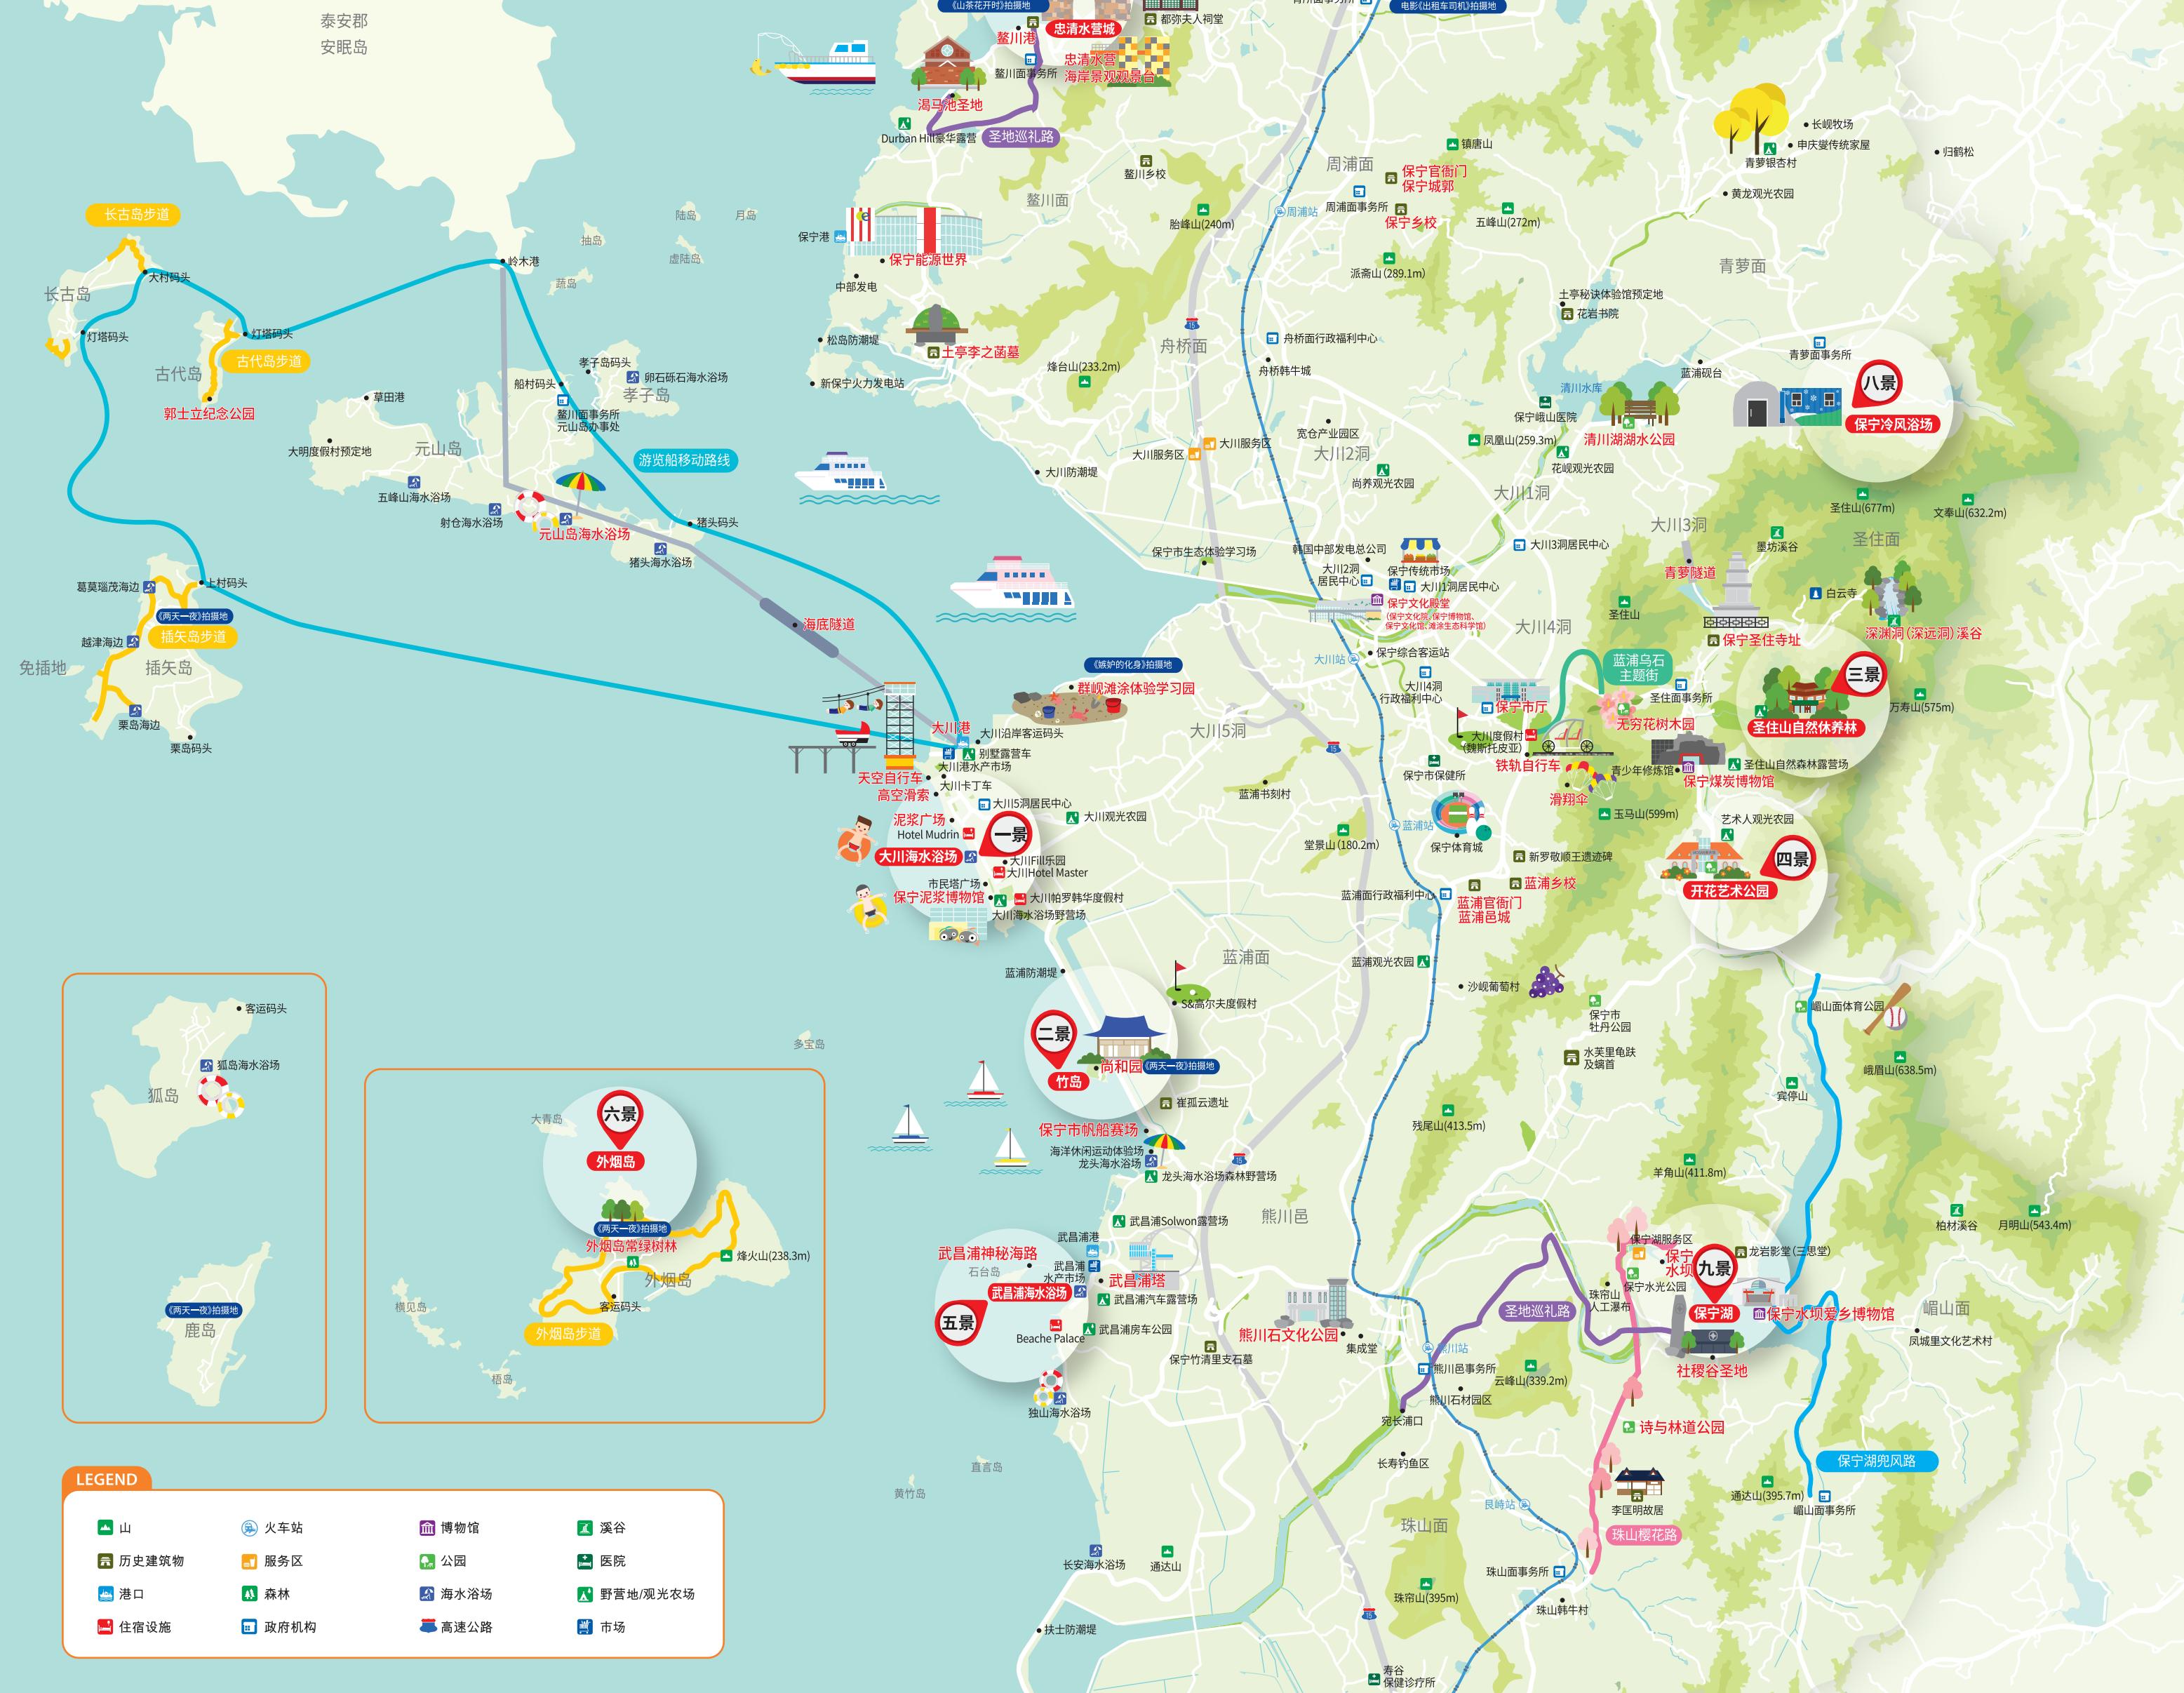 泰安郡
安眠岛
《山茶花开时》拍摄地
电影《出租车司机》拍摄地
都弥夫人祠堂
鳌川港
忠清水营城
鳌川面事务所
忠清水营
海岸景观观景台
渴马池圣地
Durban Hill豪华露营
圣地巡礼路
鳌川乡校
周浦面
镇唐山
保宁官衙门
保宁城郭
周浦面事务所
保宁乡校
五峰山(272m)
周浦站
长岘牧场
申庆燮传统家屋
归鹤松
青萝银杏村
黄龙观光农园
长古岛步道
大村码头
长古岛
灯塔码头
灯塔码头
古代岛步道
古代岛
郭士立纪念公园
岭木港
陆岛
月岛
抽岛
虚陆岛
蔬岛
保宁港
保宁能源世界
中部发电
鳌川面
胎峰山(240m)
派斋山(289.1m)
青萝面
土亭秘诀体验馆预定地
花岩书院
松岛防潮堤
土亭李之菡墓
新保宁火力发电站
烽台山(233.2m)
舟桥面
15
舟桥面行政福利中心
舟桥韩牛城
青萝面事务所
蓝浦砚台
八景
保宁冷风浴场
清川水库
保宁峨山医院
清川湖湖水公园
凤凰山(259.3m)
花岘观光农园
孝子岛码头
船村码头
卵石砾石海水浴场
孝子岛
鳌川面事务所
元山岛办事处
草田港
大明度假村预定地
元山岛
五峰山海水浴场
射仓海水浴场
元山岛海水浴场
游览船移动路线
猪头码头
猪头海水浴场
宽仓产业园区
大川服务区
大川服务区
大川2洞
尚养观光农园
大川防潮堤
大川1洞
大川3洞
圣住山(677m)
文奉山(632.2m)
圣住面
墨坊溪谷
大川3洞居民中心
保宁市生态体验学习场
韩国中部发电总公司
大川2洞
居民中心
保宁传统市场
大川1洞居民中心
保宁文化殿堂
(保宁文化院、保宁博物馆、
保宁文化馆、滩涂生态科学馆)
青萝隧道
圣住山
白云寺
深渊洞(深远洞)溪谷
保宁圣住寺址
大川4洞
葛莫瑙茂海边
上村码头
《两天一夜》拍摄地
插矢岛步道
越津海边
插矢岛
免插地
栗岛海边
栗岛码头
海底隧道
大川站
保宁综合客运站
大川4洞
行政福利中心
蓝浦乌石
主题街
圣住面事务所
三景
圣住山自然休养林
万寿山(575m)
《嫉妒的化身》拍摄地
群岘滩涂体验学习园
大川港
大川沿岸客运码头
别墅露营车
大川港水产市场
天空自行车
大川卡丁车
高空滑索
大川5洞
15
保宁市厅
无穷花树木园
大川度假村
(魏斯托皮亚)
铁轨自行车
青少年修炼馆
圣住山自然森林露营场
保宁煤炭博物馆
滑翔伞
玉马山(599m)
保宁市保健所
蓝浦书刻村
大川5洞居民中心
大川观光农园
泥浆广场
Hotel Mudrin
一景
大川海水浴场
大川Fill乐园
大川Hotel Master
市民塔广场
保宁泥浆博物馆
大川帕罗韩华度假村
大川海水浴场野营场
堂景山(180.2m)
蓝浦站
保宁体育城
艺术人观光农园
四景
开花艺术公园
新罗敬顺王遗迹碑
蓝浦乡校
蓝浦面行政福利中心
蓝浦官衙门
蓝浦邑城
蓝浦面
蓝浦防潮堤
蓝浦观光农园
沙岘葡萄村
S&高尔夫度假村
保宁市
牡丹公园
嵋山面体育公园
二景
竹岛
尚和园
《两天一夜》拍摄地
崔孤云遗址
水芙里龟趺
及螭首
峨眉山(638.5m)
宾停山
客运码头
狐岛海水浴场
狐岛
多宝岛
大青岛
六景
外烟岛
《两天一夜》拍摄地
外烟岛常绿树林
烽火山(238.3m)
外烟岛
客运码头
外烟岛步道
横见岛
梧岛
《两天一夜》拍摄地
鹿岛
保宁市帆船赛场
海洋休闲运动体验场
龙头海水浴场
龙头海水浴场森林野营场
15
残尾山(413.5m)
羊角山(411.8m)
武昌浦Solwon露营场
熊川邑
武昌浦港
武昌浦神秘海路
石台岛
武昌浦
水产市场
武昌浦塔
武昌浦海水浴场
武昌浦汽车露营场
五景
Beache Palace
武昌浦房车公园
保宁竹清里支石墓
独山海水浴场
熊川石文化公园
集成堂
圣地巡礼路
熊川站
熊川邑事务所
云峰山(339.2m)
熊川石材园区
宛长浦口
长寿钓鱼区
柏材溪谷
月明山(543.4m)
保宁湖服务区
保宁
水坝
龙岩影堂(三思堂)
九景
保宁水光公园
珠帘山
人工瀑布
保宁湖
保宁水坝爱乡博物馆
社稷谷圣地
嵋山面
凤城里文化艺术村
诗与林道公园
保宁湖兜风路
通达山(395.7m)
嵋山面事务所
李匡明故居
珠山樱花路
直言岛
黄竹岛
长安海水浴场
通达山
扶士防潮堤
珠山面
艮峙站
珠帘山(395m)
珠山面事务所
珠山韩牛村
15
寿谷
保健诊疗所
LEGEND
山
火车站
博物馆
溪谷
历史建筑物
服务区
公园
医院
港口
森林
海水浴场
野营地/观光农场
住宿设施
政府机构
高速公路
市场